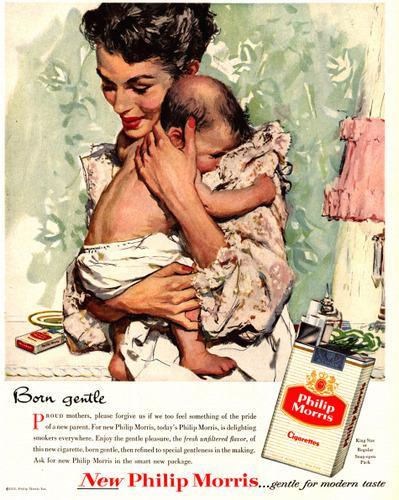 Born gentle
PROUD mothers, please forgive us if we too feel something of the pride
of a new parent. For new Philip Morris, today's Philip Morris, is delighting
smokers everywhere. Enjoy the gentle pleasure, the fresh unfiltered flavor, of
this new cigarette, born gentle, then refined to special gentleness in the making.
Ask for new Philip Morris in the smart new package.
Philip
Morris
Cigarettes
King Size
or
Regular
Snap-open
Pack
New Philip Morris...gentle for modern taste